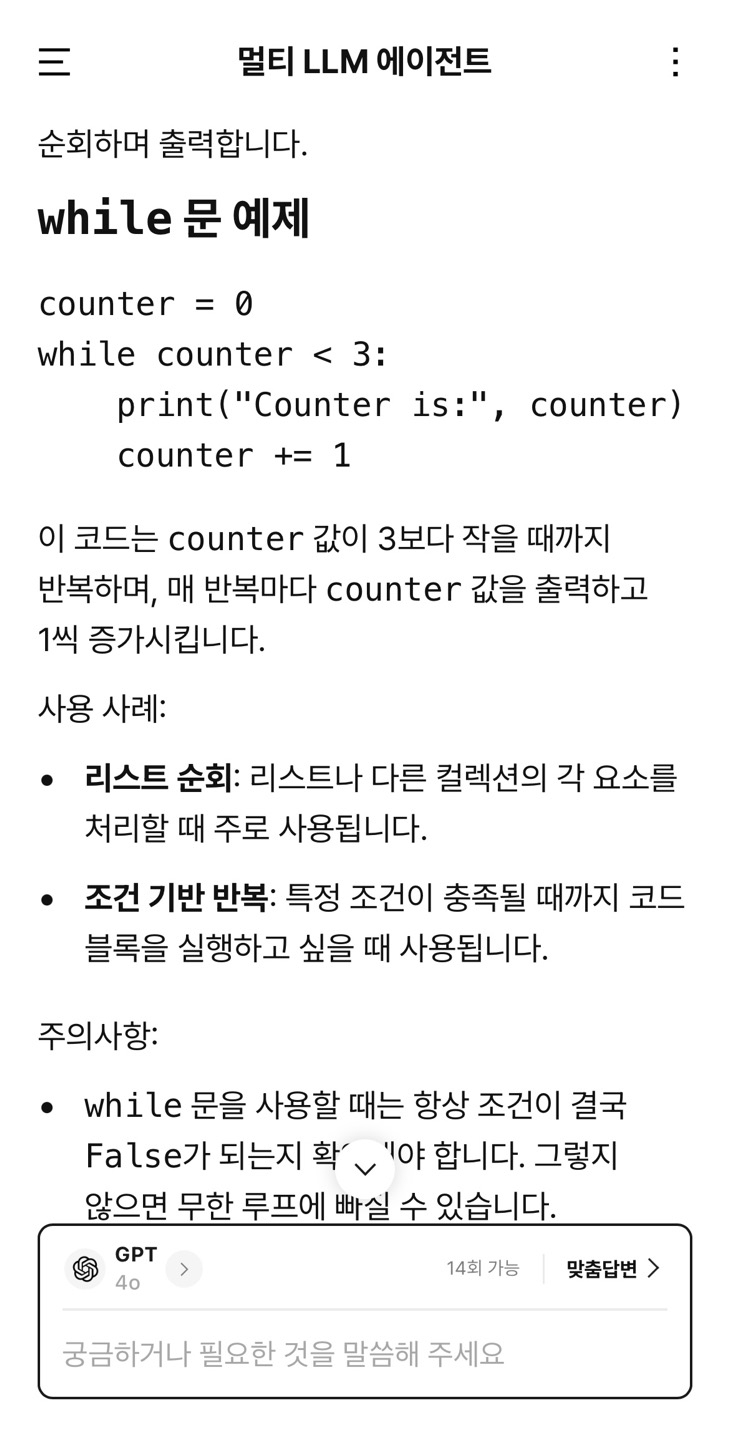 멀티 LLM 에이전트
순회하며 출력합니다.
while 문 예제
counter = 0
while counter < 3:
    print("Counter is:", counter)
    counter += 1
이 코드는 counter 값이 3보다 작을 때까지
반복하며, 매 반복마다 counter 값을 출력하고
1씩 증가시킵니다.
사용 사례:
• 리스트 순회: 리스트나 다른 컬렉션의 각 요소를
처리할 때 주로 사용됩니다.
• 조건 기반 반복: 특정 조건이 충족될 때까지 코드
블록을 실행하고 싶을 때 사용됩니다.
주의사항:
• while 문을 사용할 때는 항상 조건이 결국
False가 되는지 야 합니다. 그렇지
않으면 무한 루프에 빠질 수 있습니다.
GPT
4o
14회 가능
맞춤답변
궁금하거나 필요한 것을 말씀해 주세요